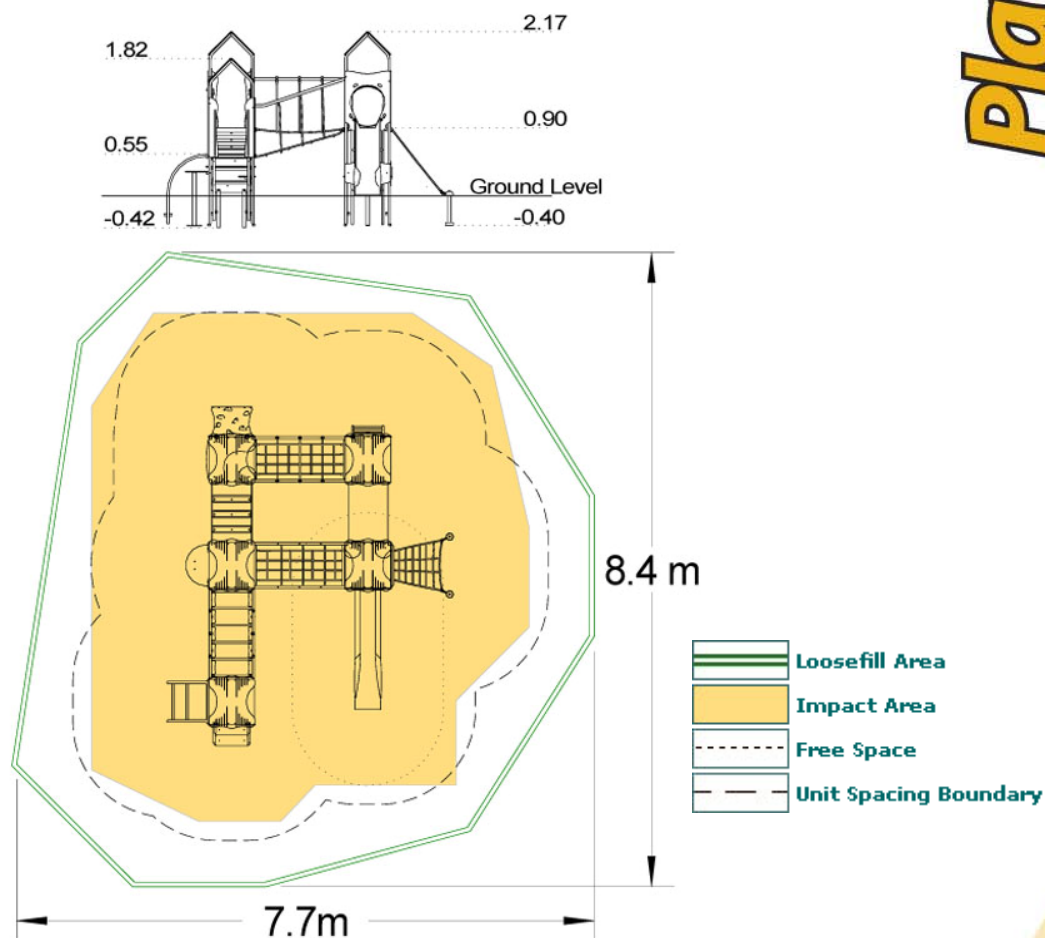 2.17
1.82
0.90
0.55
Ground Level
-0.42
-0.40
Pla
8.4 m
Loosefill Area
Impact Area
Free Space
Unit Spacing Boundary
7.7m